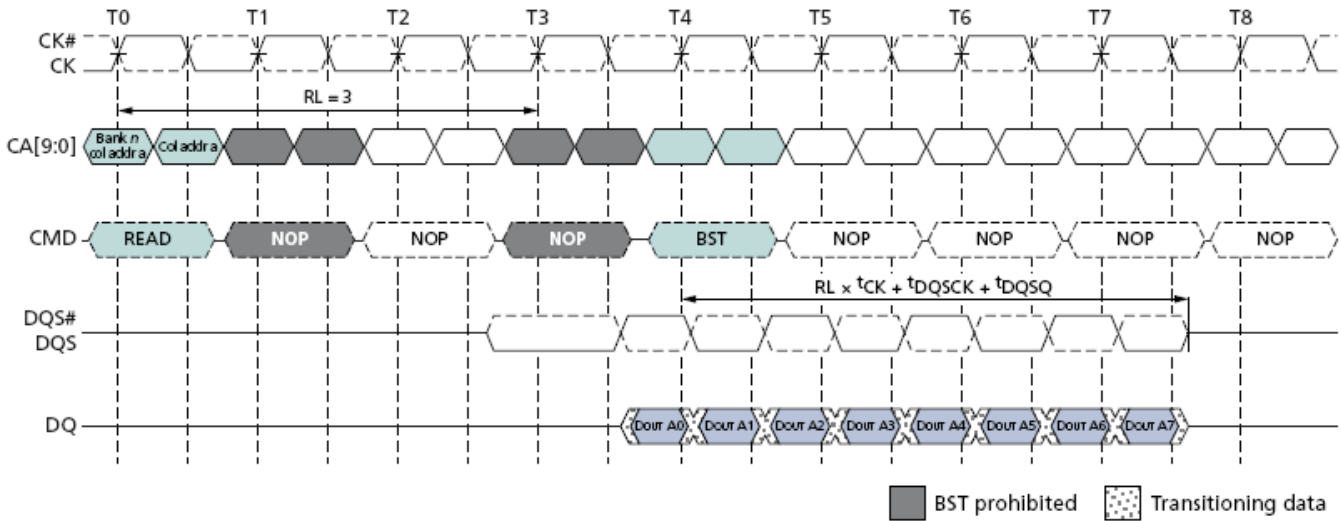 T0 T1 T2 T3 T4 T5 T6 T7 T8
CK#
CK
RL = 3
CA[9:0] Bank n col addr a Col addr a
CMD READ NOP NOP NOP BST NOP NOP NOP NOP
RL × tCK + tDQSCK + tDQSQ
DQS#
DQS
DQ DOUT A0 DOUT A1 DOUT A2 DOUT A3 DOUT A4 DOUT A5 DOUT A6 DOUT A7
BST prohibited Transitioning data